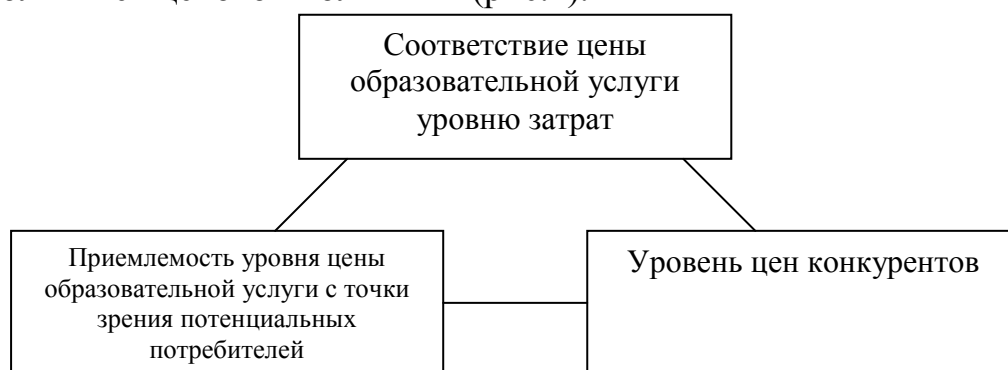 Соответствие цены
образовательной услуги
уровню затрат
Приемлемость уровня цены
образовательной услуги с точки
зрения потенциальных
потребителей
Уровень цен конкурентов